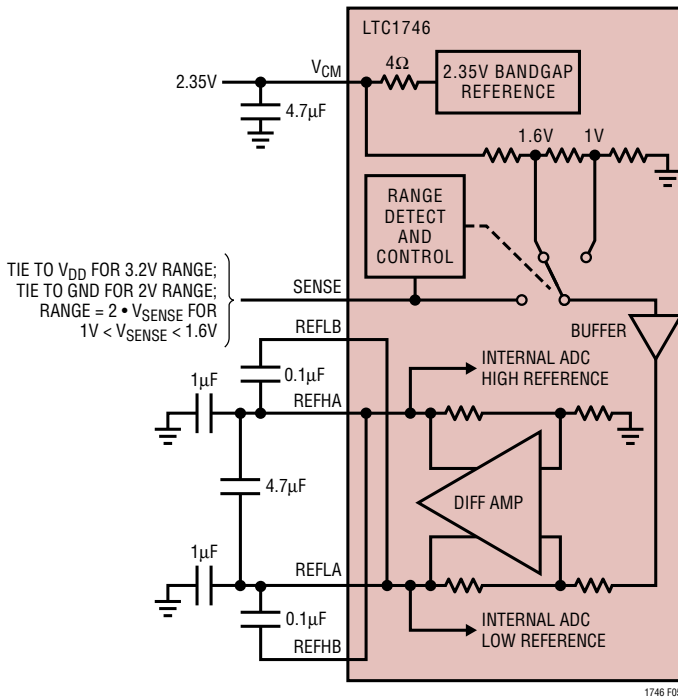 LTC1746
VCM
4Ω
2.35V
2.35V BANDGAP
REFERENCE
4.7µF
1.6V
1V
RANGE
DETECT
AND
CONTROL
TIE TO VDD FOR 3.2V RANGE;
TIE TO GND FOR 2V RANGE;
RANGE = 2 • VSENSE FOR
1V < VSENSE < 1.6V
SENSE
REFLB
BUFFER
0.1µF
INTERNAL ADC
HIGH REFERENCE
1µF
REFHA
4.7µF
DIFF AMP
1µF
REFLA
0.1µF
INTERNAL ADC
LOW REFERENCE
REFHB
1746 F05